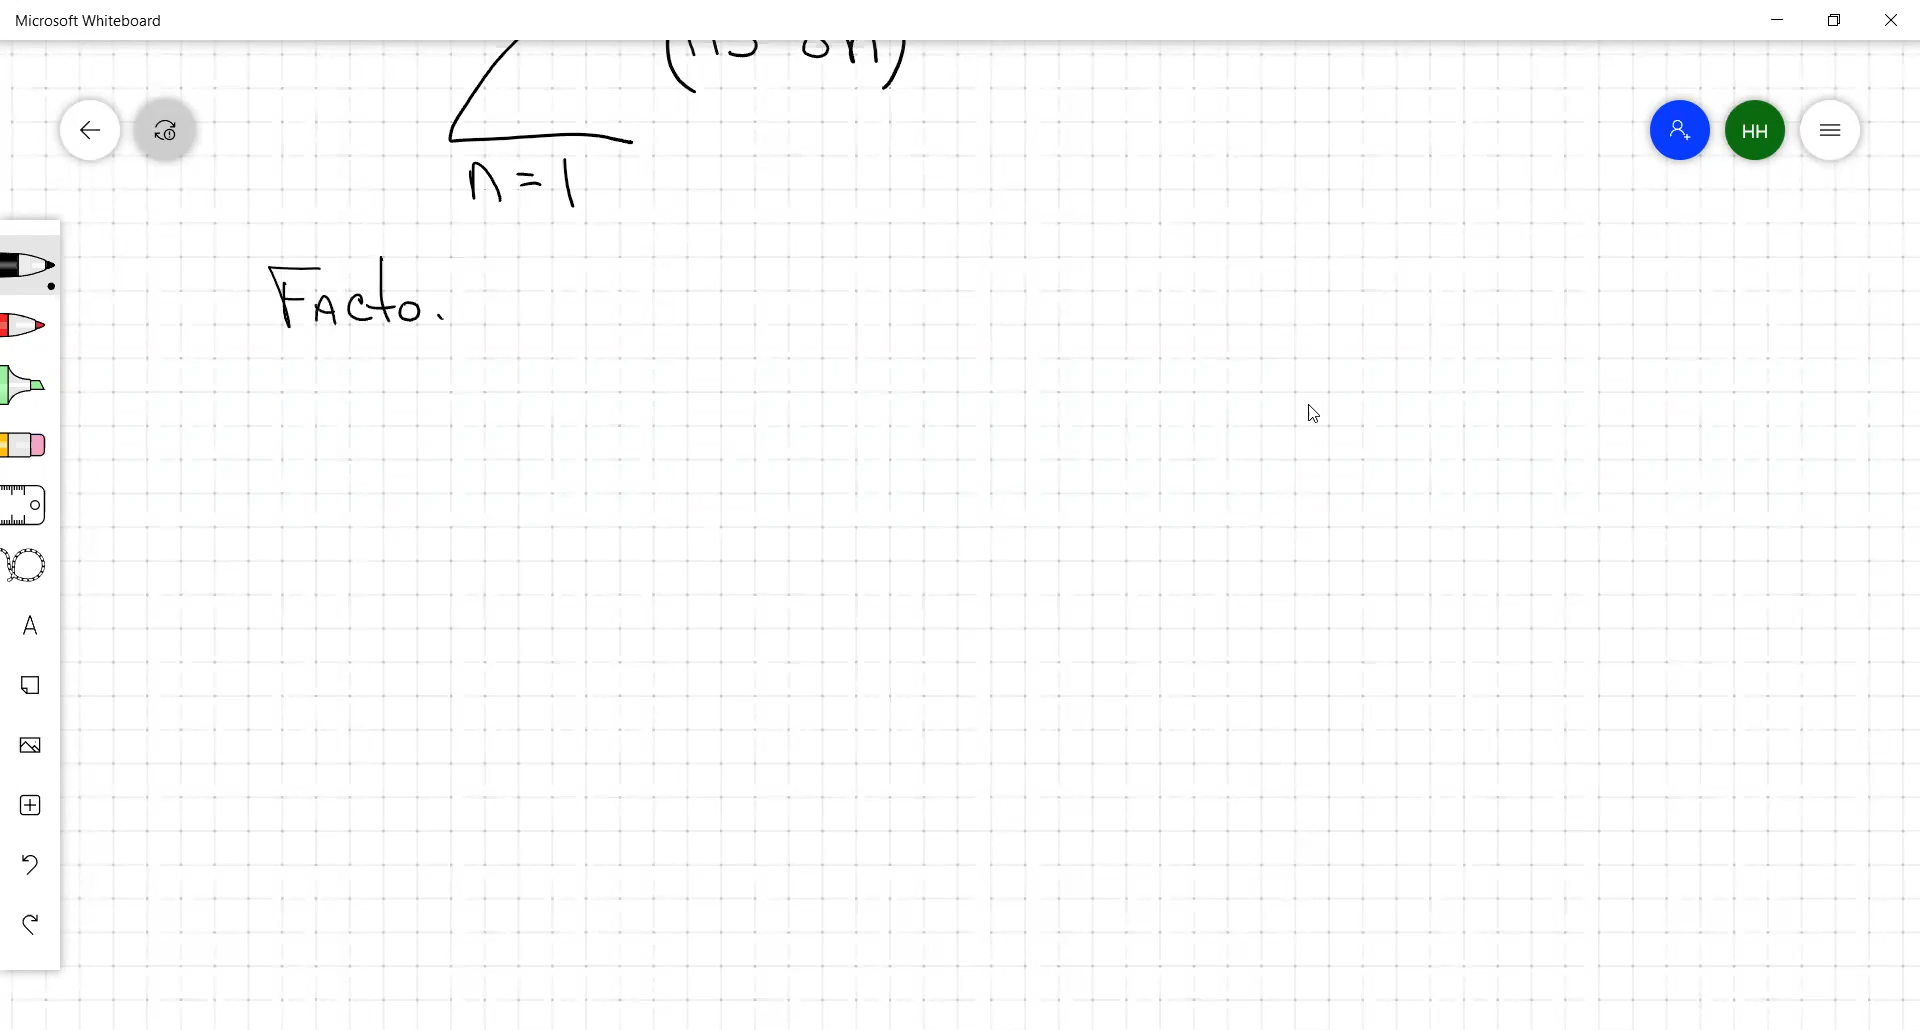 Microsoft Whiteboard
HH
n = 1
Facto.
A